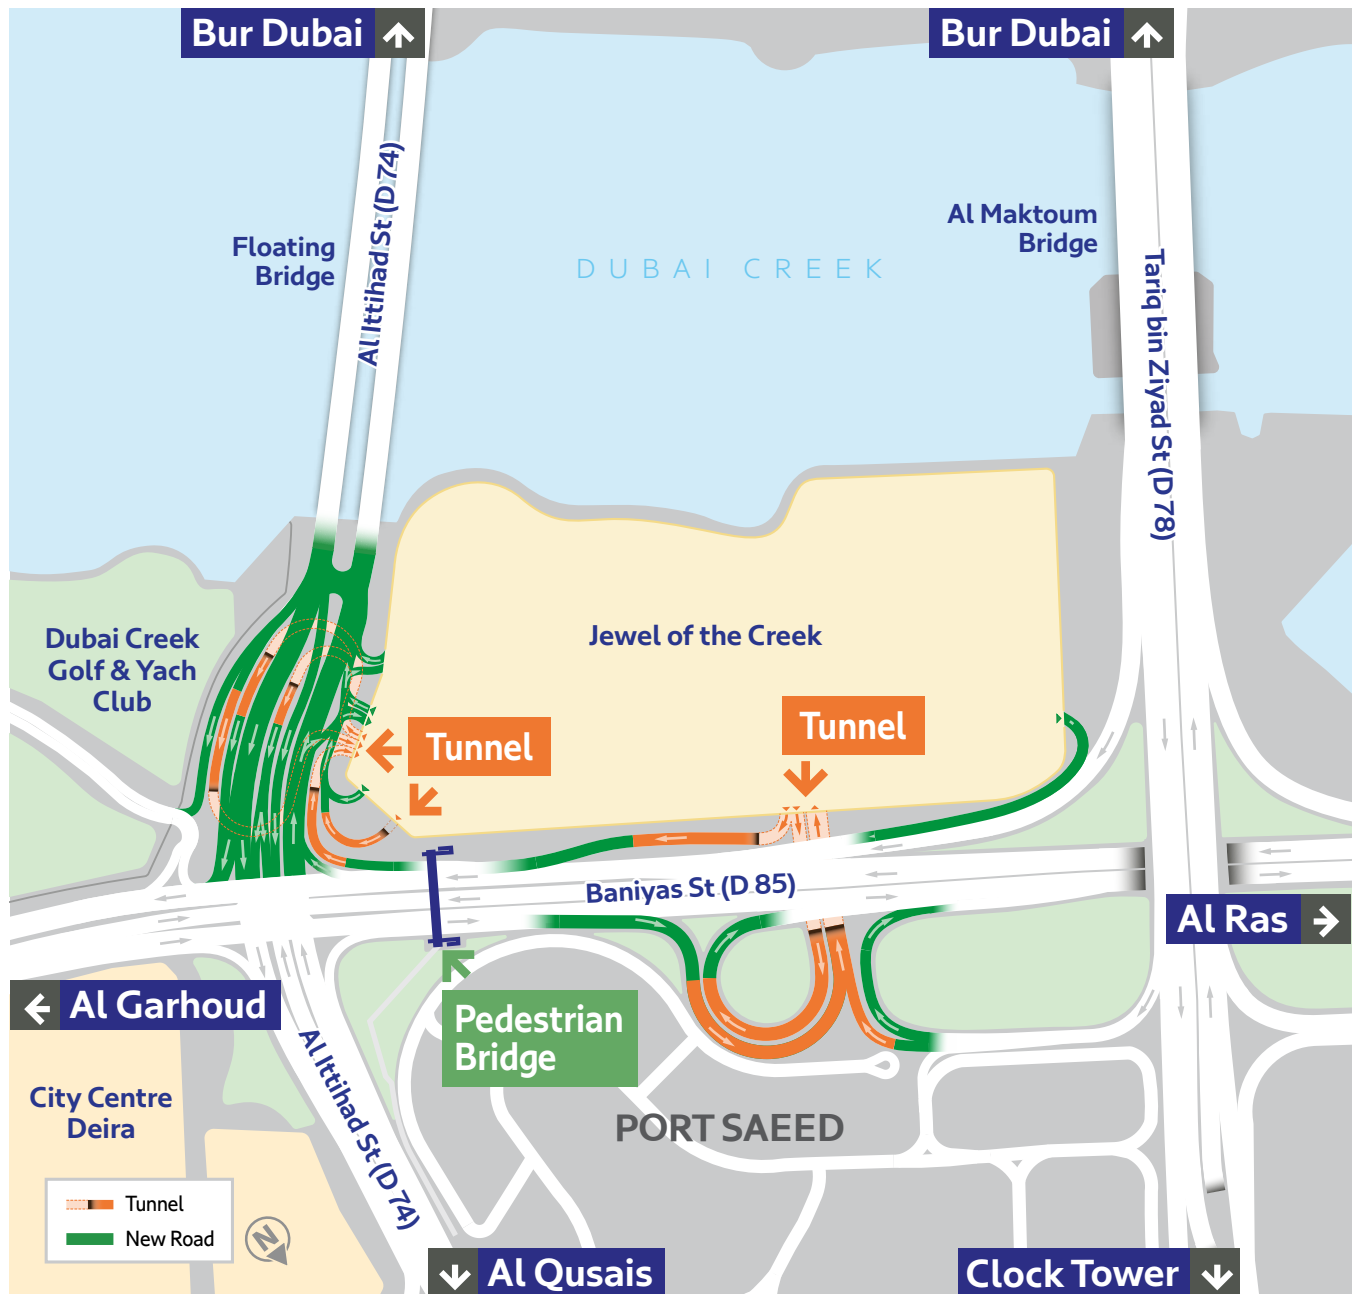 Bur Dubai
Bur Dubai
Al Ittihad St (D 74)
Al Maktoum
Bridge
Floating
Bridge
DUBAI CREEK
Tariq bin Ziyad St (D 78)
Dubai Creek
Golf & Yach
Club
Jewel of the Creek
Tunnel
Tunnel
Baniyas St (D 85)
Al Ras
Al Garhoud
Pedestrian
Bridge
Al Ittihad St (D 74)
City Centre
Deira
PORT SAEED
Tunnel
New Road
N
Al Qusais
Clock Tower